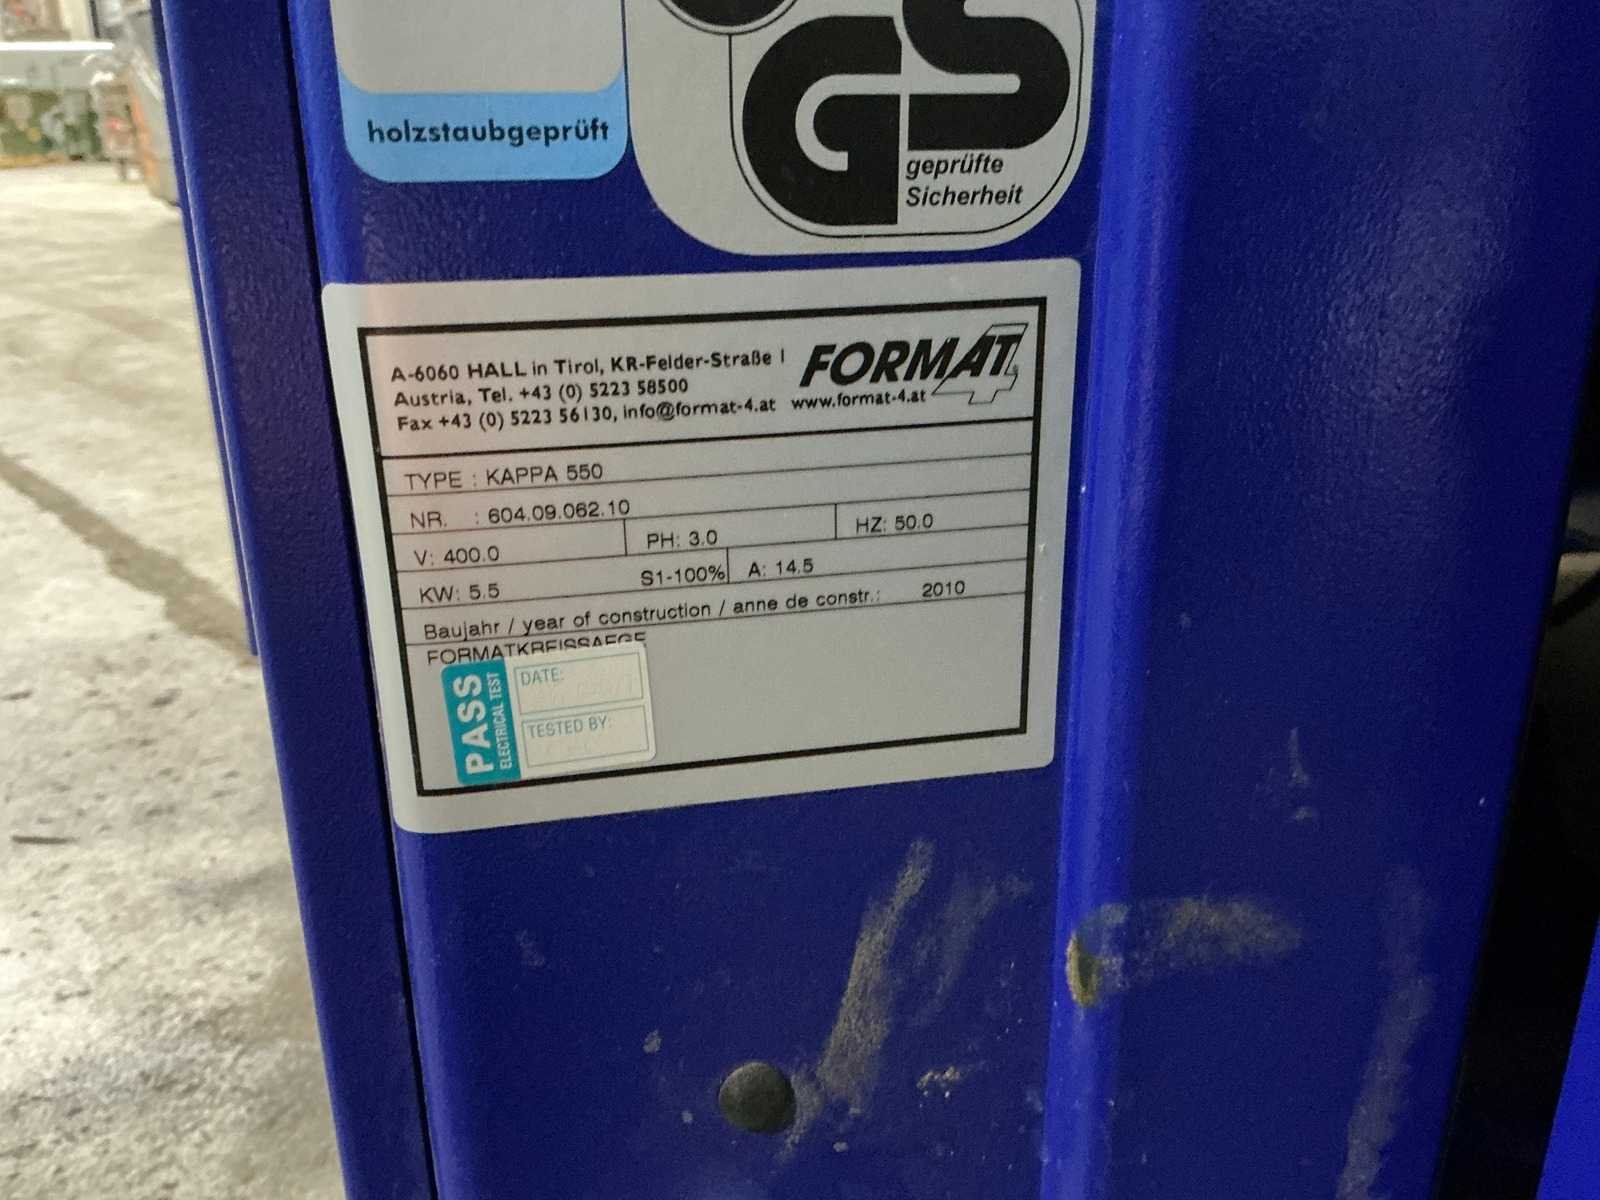 holzstaubgeprüft
GS
geprüfte
Sicherheit
A-6060 HALL in Tirol, KR-Felder-Straße 1
Austria, Tel. +43 (0) 5223 58500
Fax +43 (0) 5223 56130, info@format-4.at
FORMAT 4
www.format-4.at
TYPE : KAPPA 550
NR. : 604.09.062.10
V: 400.0 PH: 3.0 HZ: 50.0
KW: 5.5 S1-100% A: 14.5
Baujahr / year of construction / anne de constr.: 2010
FORMATKREISSAEGE
PASS
ELECTRICAL TEST
DATE:
TESTED BY: